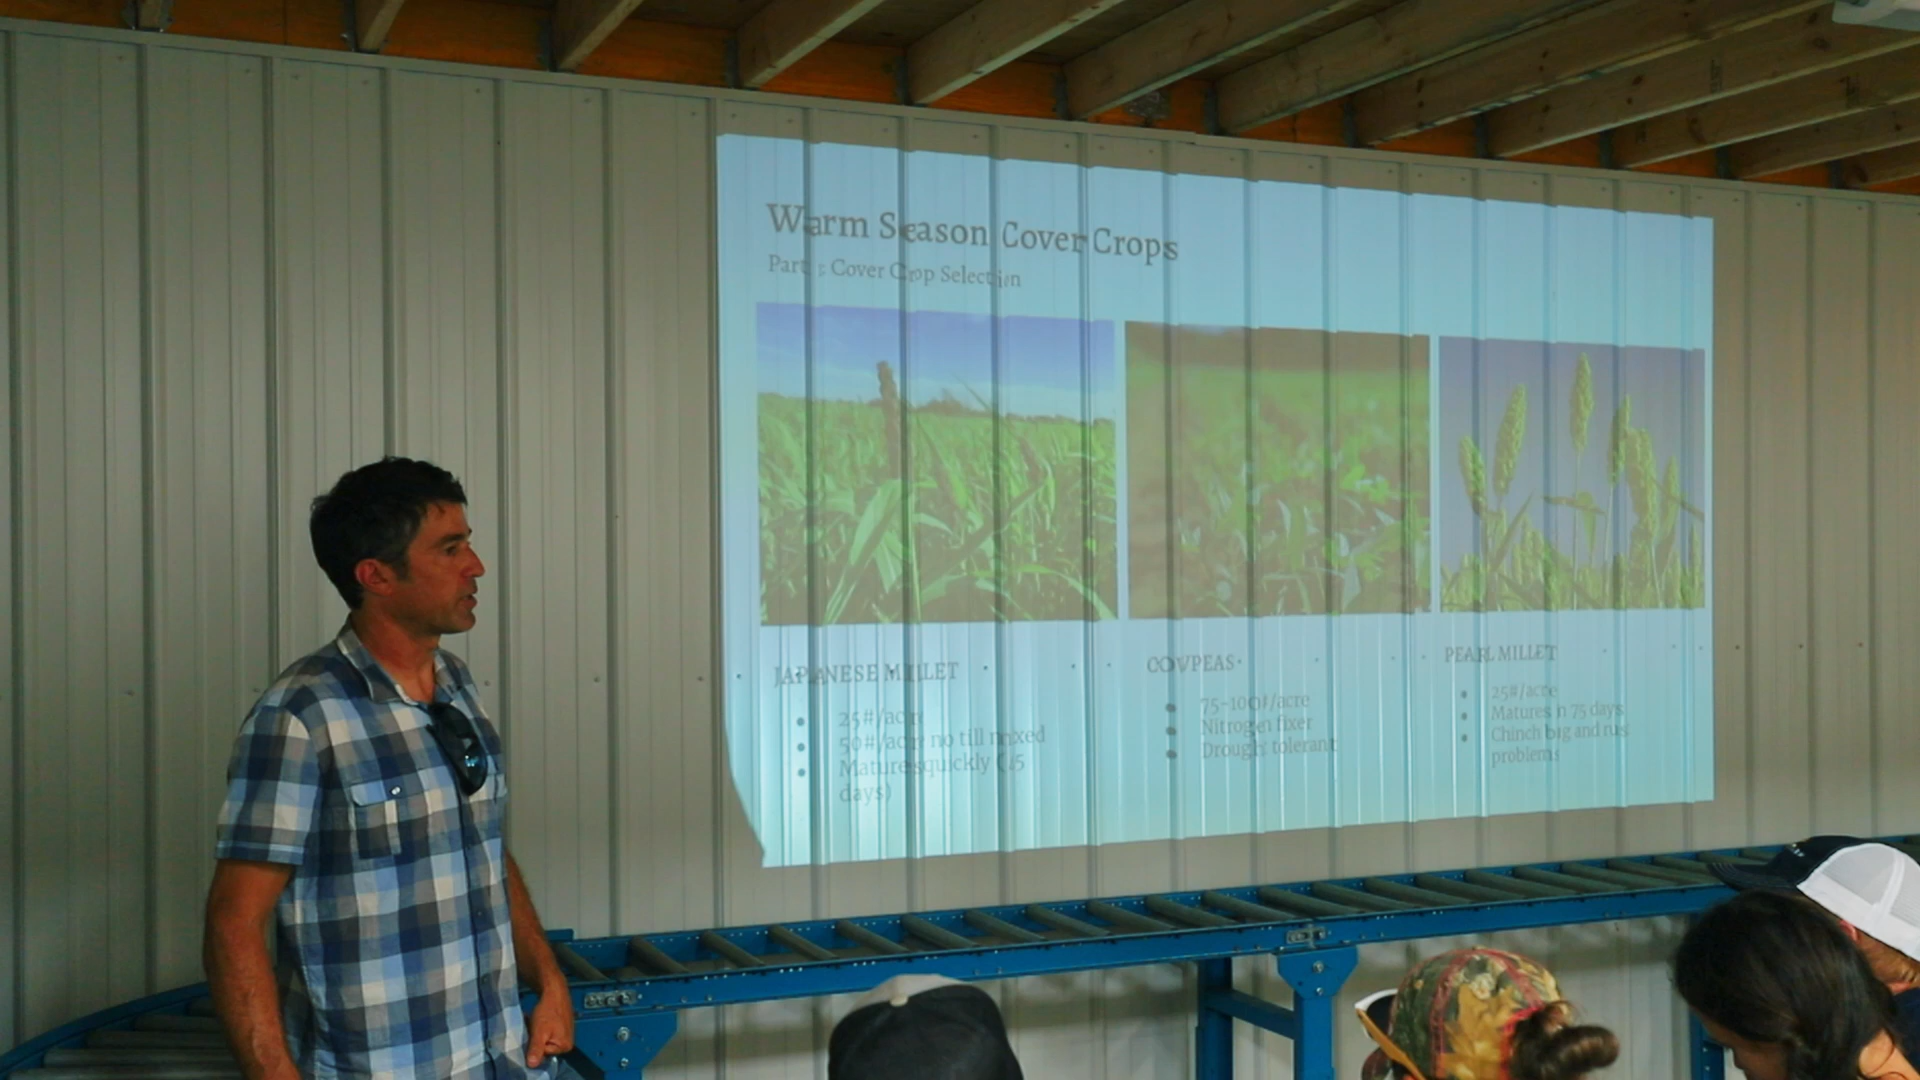 Warm Season Cover Crops
Part : Cover Crop Selection
JAPANESE MILLET
25#/acre
50#/acre no till mixed
Matures quickly (45
days)
COWPEAS
75-100#/acre
Nitrogen fixer
Drought tolerant
PEARL MILLET
25#/acre
Matures in 75 days
Chinch bug and rust
problems